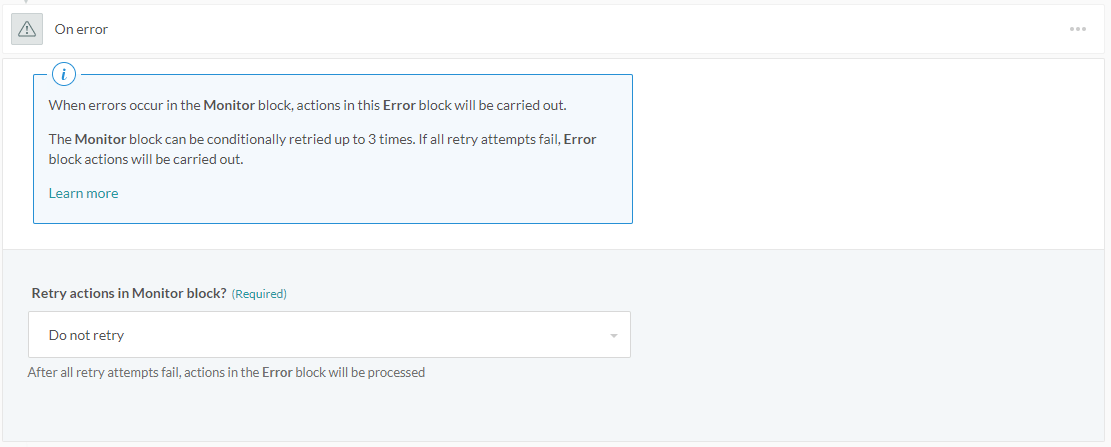 On error
i
When errors occur in the Monitor block, actions in this Error block will be carried out.
The Monitor block can be conditionally retried up to 3 times. If all retry attempts fail, Error
block actions will be carried out.
Learn more
Retry actions in Monitor block? (Required)
Do not retry
After all retry attempts fail, actions in the Error block will be processed